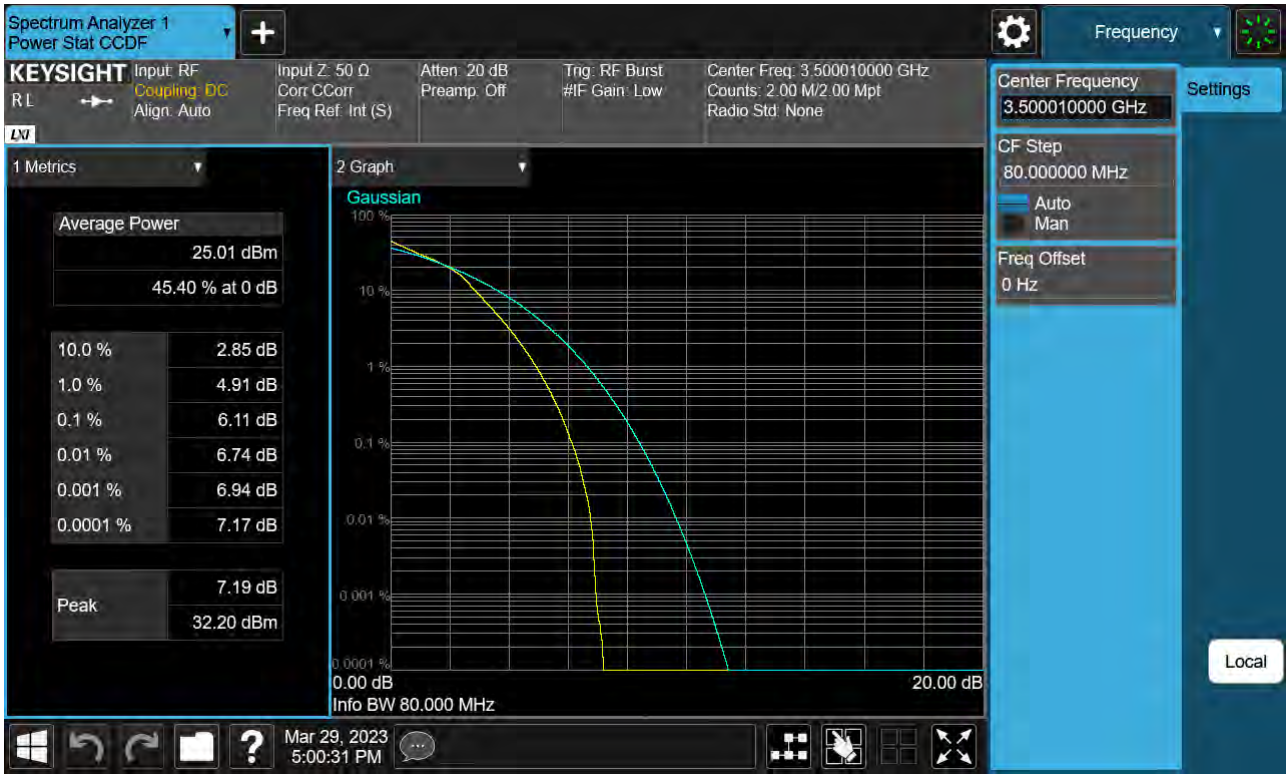 Spectrum Analyzer 1
Power Stat CCDF
+
Frequency
KEYSIGHT
RL
LXI
Input: RF
Coupling: DC
Align: Auto
Input Z: 50 Ω
Corr CCorr
Freq Ref: Int (S)
Atten: 20 dB
Preamp: Off
Trig: RF Burst
#IF Gain: Low
Center Freq: 3.500010000 GHz
Counts: 2.00 M/2.00 Mpt
Radio Std: None
Center Frequency
3.500010000 GHz
Settings
CF Step
80.000000 MHz
Auto
Man
Freq Offset
0 Hz
1 Metrics
Average Power
25.01 dBm
45.40 % at 0 dB
10.0 % 2.85 dB
1.0 % 4.91 dB
0.1 % 6.11 dB
0.01 % 6.74 dB
0.001 % 6.94 dB
0.0001 % 7.17 dB
Peak
7.19 dB
32.20 dBm
2 Graph
Gaussian
100 %
10 %
1 %
0.1 %
0.01 %
0.001 %
0.0001 %
0.00 dB 20.00 dB
Info BW 80.000 MHz
Local
?
Mar 29, 2023
5:00:31 PM